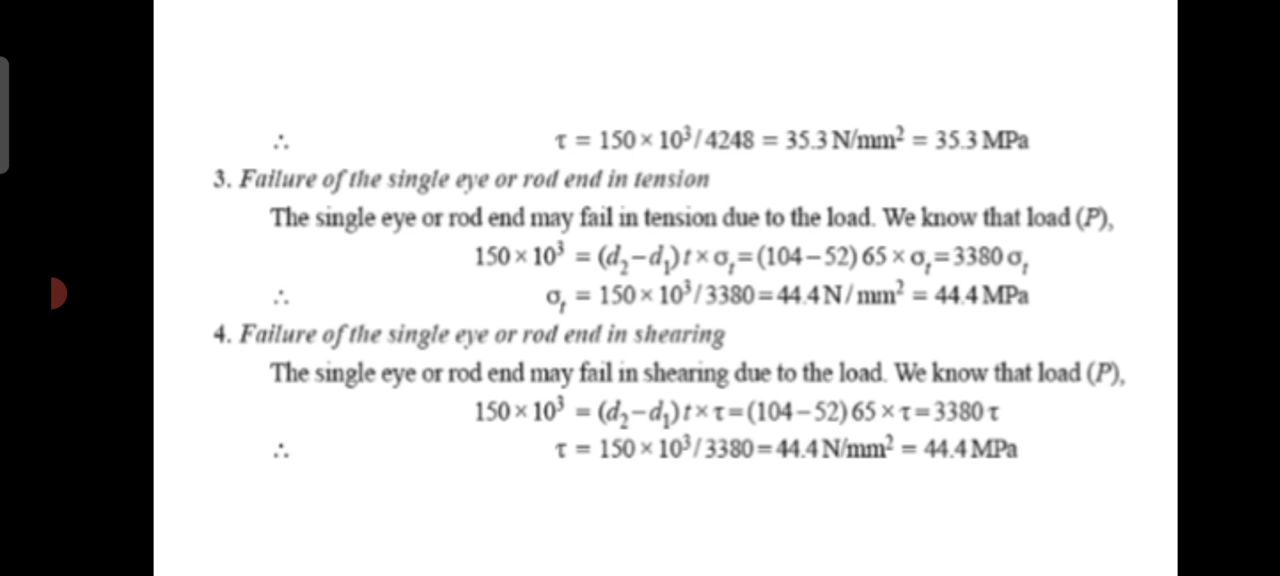 ∴ τ = 150 × 10³/4248 = 35.3 N/mm² = 35.3 MPa
3. Failure of the single eye or rod end in tension
The single eye or rod end may fail in tension due to the load. We know that load (P),
150 × 10³ = (d₂ – d₁) t × σₜ = (104 – 52) 65 × σₜ = 3380 σₜ
∴ σₜ = 150 × 10³/3380 = 44.4 N/mm² = 44.4 MPa
4. Failure of the single eye or rod end in shearing
The single eye or rod end may fail in shearing due to the load. We know that load (P),
150 × 10³ = (d₂ – d₁) t × τ = (104 – 52) 65 × τ = 3380 τ
∴ τ = 150 × 10³/3380 = 44.4 N/mm² = 44.4 MPa